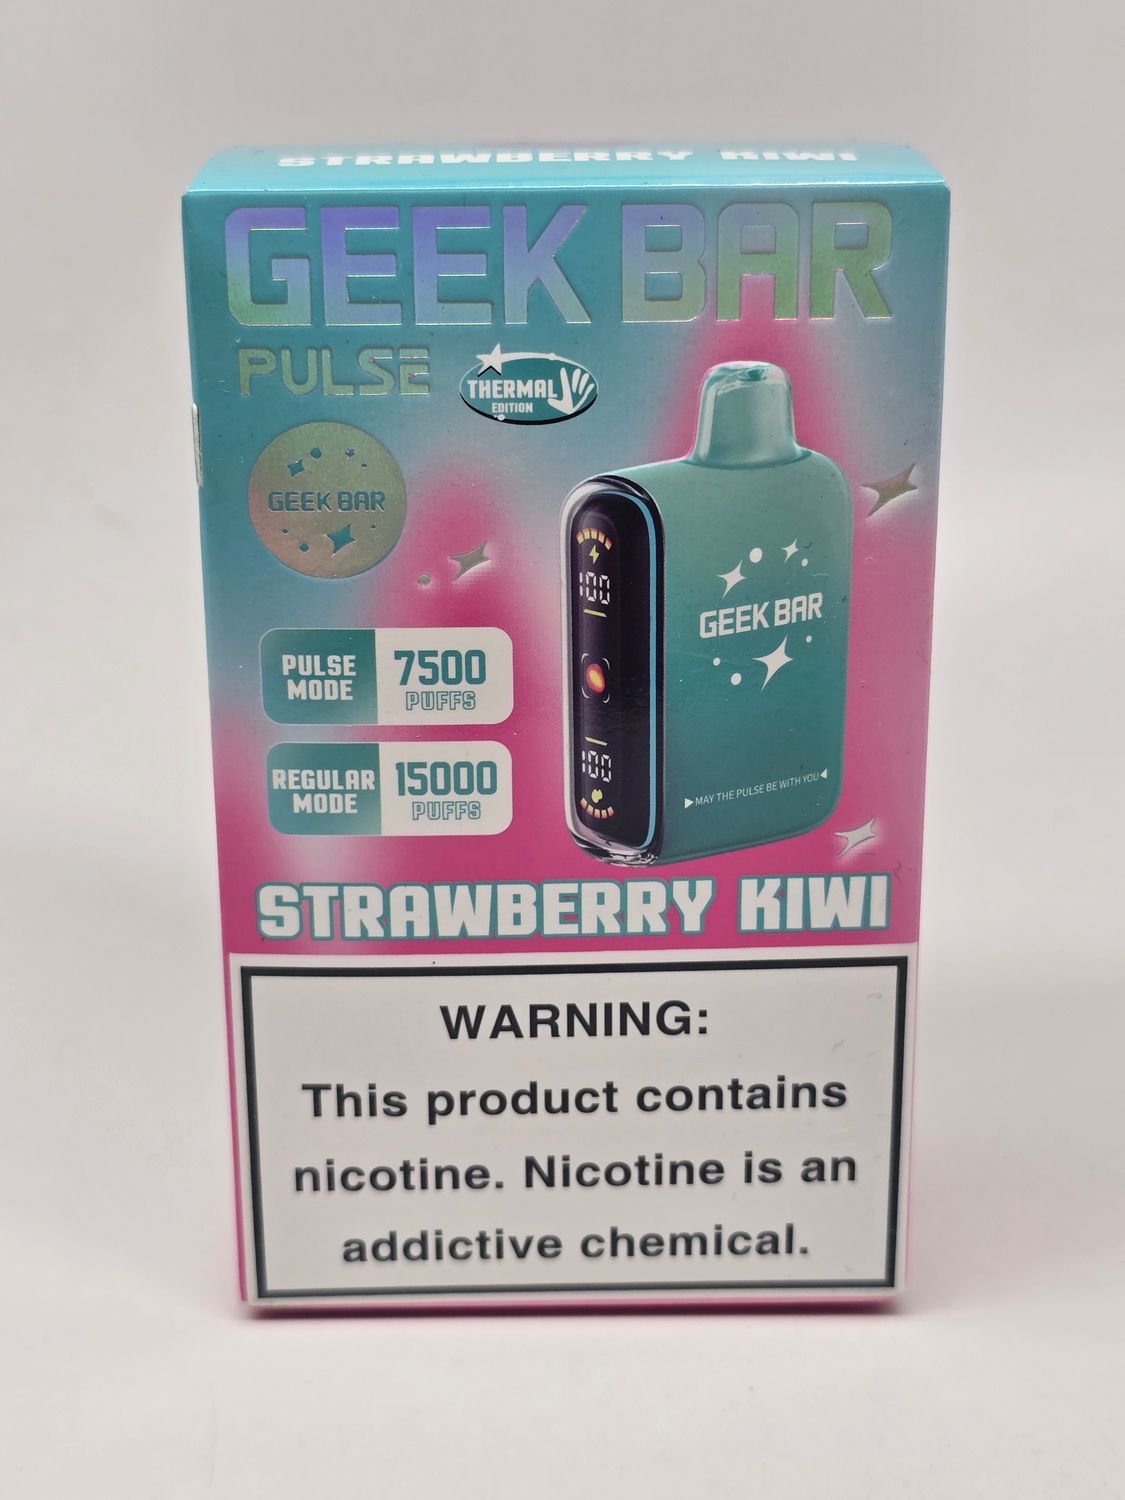 STRAWBERRY KIWI
GEEK BAR
PULSE
THERMAL
EDITION
GEEK BAR
100
GEEK BAR
PULSE
MODE
7500
PUFFS
REGULAR
MODE
15000
PUFFS
100
▶MAY THE PULSE BE WITH YOU◀
STRAWBERRY KIWI
WARNING:
This product contains
nicotine. Nicotine is an
addictive chemical.